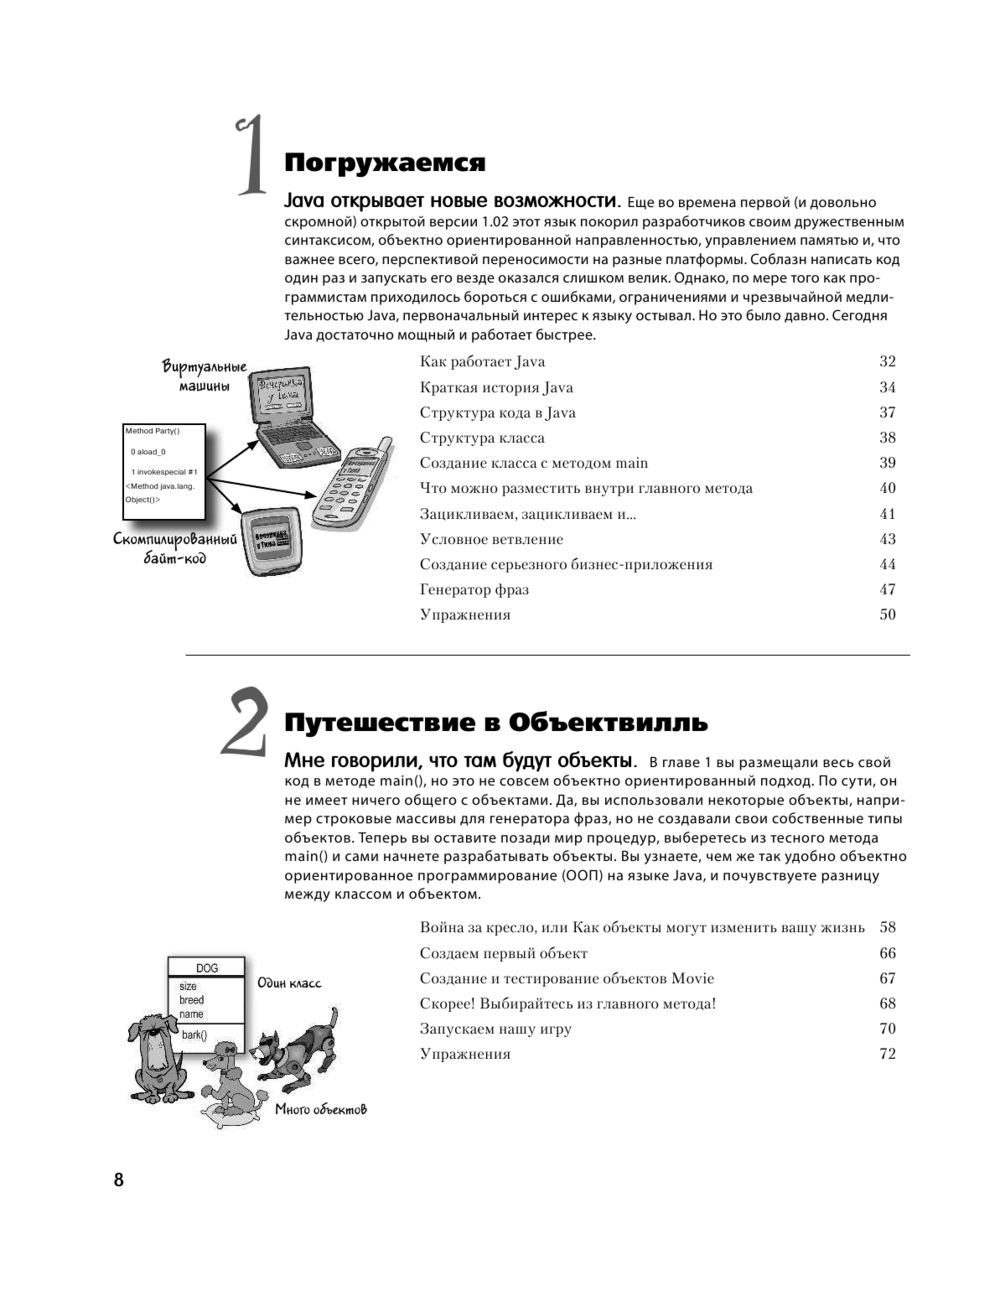 1
Погружаемся
Java открывает новые возможности. Еще во времена первой (и довольно
скромной) открытой версии 1.02 этот язык покорил разработчиков своим дружественным
синтаксисом, объектно ориентированной направленностью, управлением памятью и, что
важнее всего, перспективой переносимости на разные платформы. Соблазн написать код
один раз и запускать его везде оказался слишком велик. Однако, по мере того как про-
граммистам приходилось бороться с ошибками, ограничениями и чрезвычайной медли-
тельностью Java, первоначальный интерес к языку остывал. Но это было давно. Сегодня
Java достаточно мощный и работает быстрее.
Виртуальные
машины
Вечеринка
у Тима
Method Party()
0 aload_0
1 invokespecial #1
<Method java.lang.
Object()>
Вечеринка
у Тима
Вечеринка
у Тима
Скомпилированный
байт-код
Как работает Java 32
Краткая история Java 34
Структура кода в Java 37
Структура класса 38
Создание класса с методом main 39
Что можно разместить внутри главного метода 40
Зацикливаем, зацикливаем и... 41
Условное ветвление 43
Создание серьезного бизнес-приложения 44
Генератор фраз 47
Упражнения 50
2
Путешествие в Объектвилль
Мне говорили, что там будут объекты. В главе 1 вы размещали весь свой
код в методе main(), но это не совсем объектно ориентированный подход. По сути, он
не имеет ничего общего с объектами. Да, вы использовали некоторые объекты, напри-
мер строковые массивы для генератора фраз, но не создавали свои собственные типы
объектов. Теперь вы оставите позади мир процедур, выберетесь из тесного метода
main() и сами начнете разрабатывать объекты. Вы узнаете, чем же так удобно объектно
ориентированное программирование (ООП) на языке Java, и почувствуете разницу
между классом и объектом.
Война за кресло, или Как объекты могут изменить вашу жизнь 58
Создаем первый объект 66
Создание и тестирование объектов Movie 67
Скорее! Выбирайтесь из главного метода! 68
Запускаем нашу игру 70
Упражнения 72
DOG
size
breed
name
bark()
Один класс
Много объектов
8